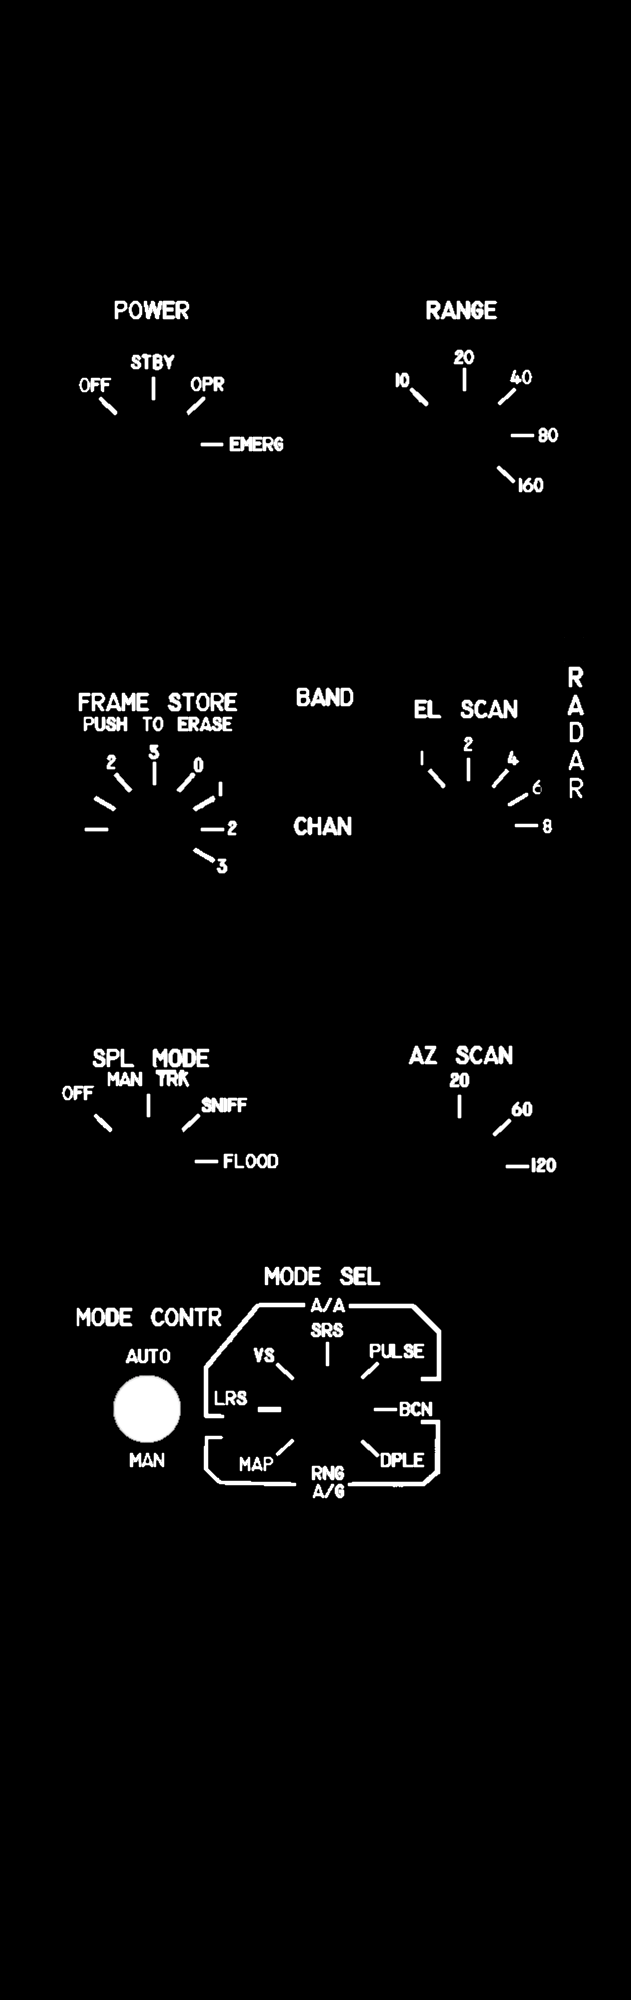 POWER
RANGE
OFF STBY OPR
EMERG
10 20 40
80
160
RADAR
FRAME STORE
PUSH TO ERASE
BAND
EL SCAN
2 3 0 1
2
3
CHAN
1 2 4 6
8
SPL MODE
MAN TRK
OFF SNIFF
FLOOD
AZ SCAN
20 60
120
MODE SEL
MODE CONTR
A/A
SRS
AUTO
VS PULSE
LRS BCN
MAN
MAP DPLE
RNG
A/G